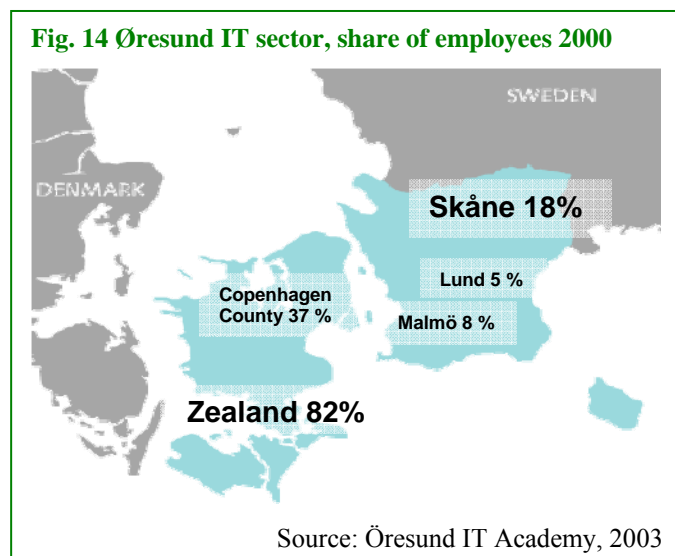 Fig. 14 Øresund IT sector, share of employees 2000
SWEDEN
DENMARK
Skåne 18%
Lund 5 %
Copenhagen
County 37 %
Malmö 8 %
Zealand 82%
Source: Öresund IT Academy, 2003